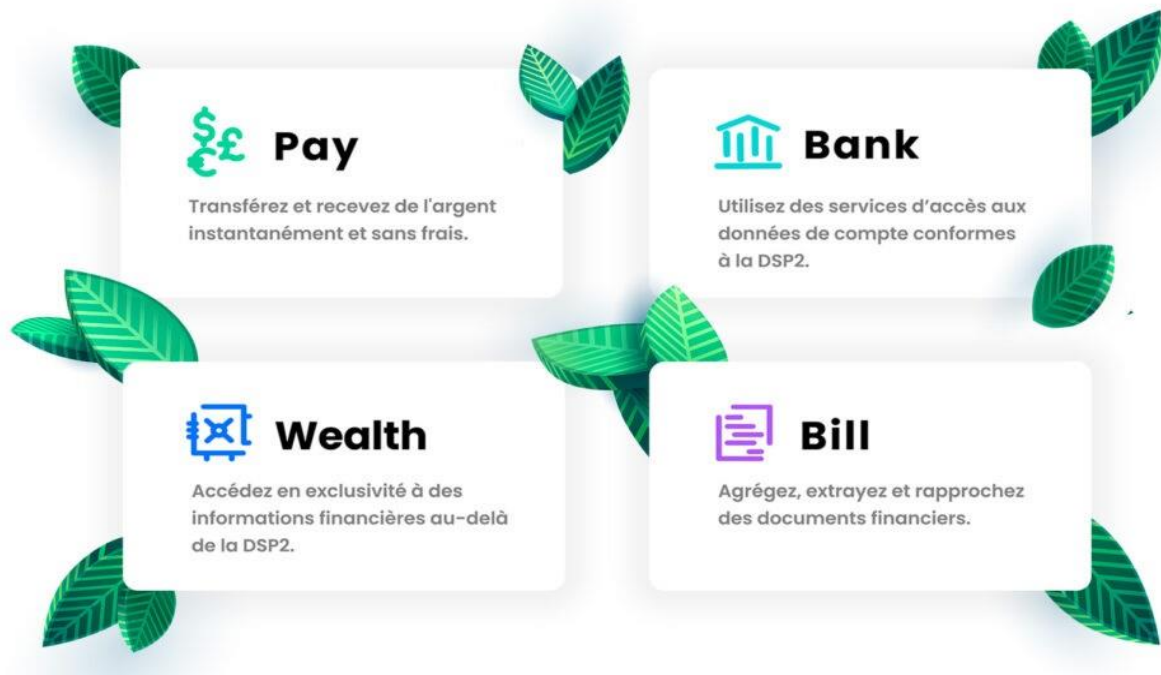 Pay
Transférez et recevez de l'argent
instantanément et sans frais.
Bank
Utilisez des services d’accès aux
données de compte conformes
à la DSP2.
Wealth
Accédez en exclusivité à des
informations financières au-delà
de la DSP2.
Bill
Agrégez, extrayez et rapprochez
des documents financiers.